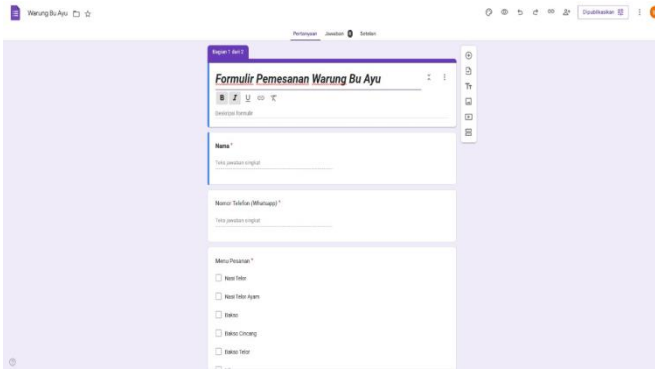 Warung Bu Ayu
Dipublikasikan
Pertanyaan Jawaban Setelan
Bagian 1 dari 2
Formulir Pemesanan Warung Bu Ayu
B I U
Deskripsi formulir
Nama *
Teks jawaban singkat
Nomor Telefon (Whatsapp) *
Teks jawaban singkat
Menu Pesanan *
Nasi Telor
Nasi Telor Ayam
Bakso
Bakso Cincang
Bakso Telor